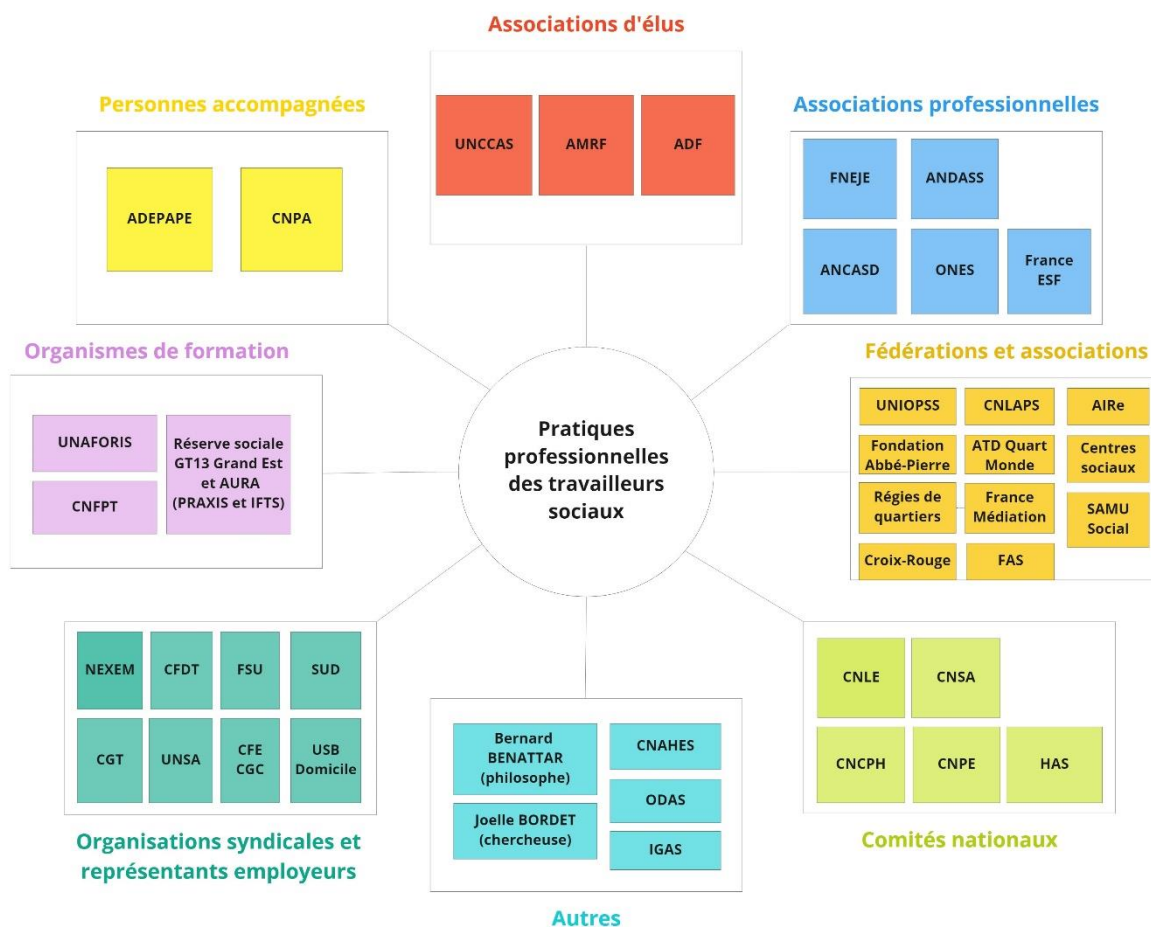 Associations d'élus
UNCCAS
AMRF
ADF
Personnes accompagnées
ADEPAPE
CNPA
Associations professionnelles
FNEJE
ANDASS
ANCASD
ONES
France
ESF
Organismes de formation
UNAFORIS
CNFPT
Réserve sociale
GT13 Grand Est
et AURA
(PRAXIS et IFTS)
Pratiques
professionnelles
des travailleurs
sociaux
Fédérations et associations
UNIOPSS
CNLAPS
AIRe
Fondation
Abbé-Pierre
ATD Quart
Monde
Centres
sociaux
Régies de
quartiers
France
Médiation
SAMU
Social
Croix-Rouge
FAS
NEXEM
CFDT
FSU
SUD
CGT
UNSA
CFE
CGC
USB
Domicile
Organisations syndicales et
représentants employeurs
Bernard
BENATTAR
(philosophe)
Joelle BORDET
(chercheuse)
CNAHES
ODAS
IGAS
Autres
CNLE
CNSA
CNCPH
CNPE
HAS
Comités nationaux